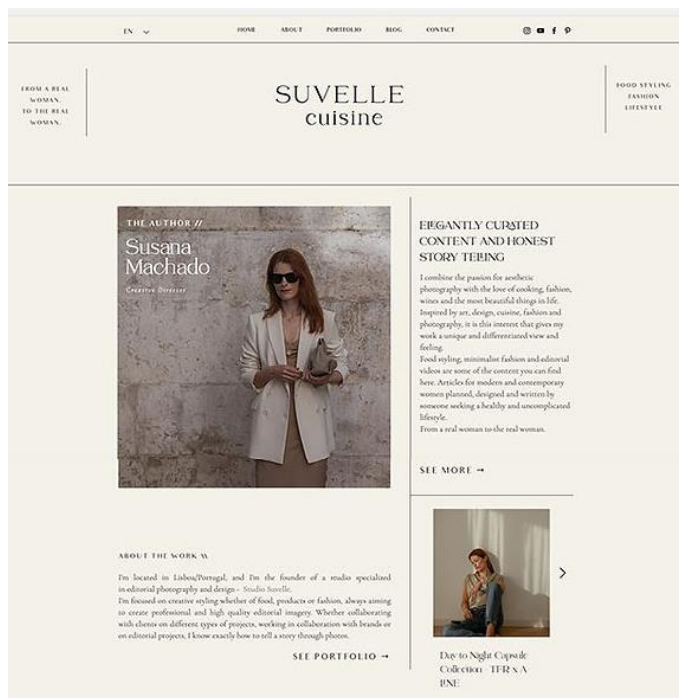 EN
HOME ABOUT PORTFOLIO BLOG CONTACT
FROM A REAL
WOMAN,
TO THE REAL
WOMAN.
SUVELLE
cuisine
FOOD STYLING
FASHION
LIFESTYLE
THE AUTHOR //
Susana
Machado
Creative Director
ELEGANTLY CURATED
CONTENT AND HONEST
STORY TELLING
I combine the passion for aesthetic
photography with the love of cooking, fashion,
wines and the most beautiful things in life.
Inspired by art, design, cuisine, fashion and
photography, it is this interest that gives my
work a unique and differentiated view and
feeling.
Food styling, minimalist fashion and editorial
videos are some of the content you can find
here. Articles for modern and contemporary
women planned, designed and written by
someone seeking a healthy and uncomplicated
lifestyle.
From a real woman to the real woman.
SEE MORE →
ABOUT THE WORK \\
I'm located in Lisboa/Portugal, and I'm the founder of a studio specialized
in editorial photography and design - Studio Suvelle.
I'm focused on creative styling whether of food, products or fashion, always aiming
to create professional and high quality editorial imagery. Whether collaborating
with clients on different types of projects, working in collaboration with brands or
on editorial projects, I know exactly how to tell a story through photos.
SEE PORTFOLIO →
Day to Night Capsule
Collection - TFR x A-
LINE